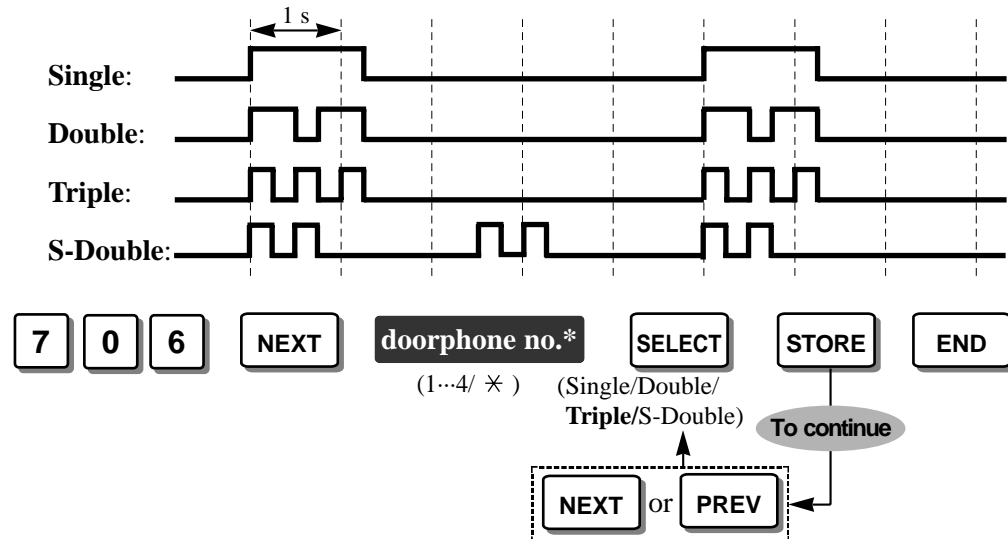 1 s
Single:
Double:
Triple:
S-Double:
7 0 6 NEXT doorphone no.* SELECT STORE END
(1···4/ ✳ ) (Single/Double/
Triple/S-Double)
To continue
NEXT or PREV